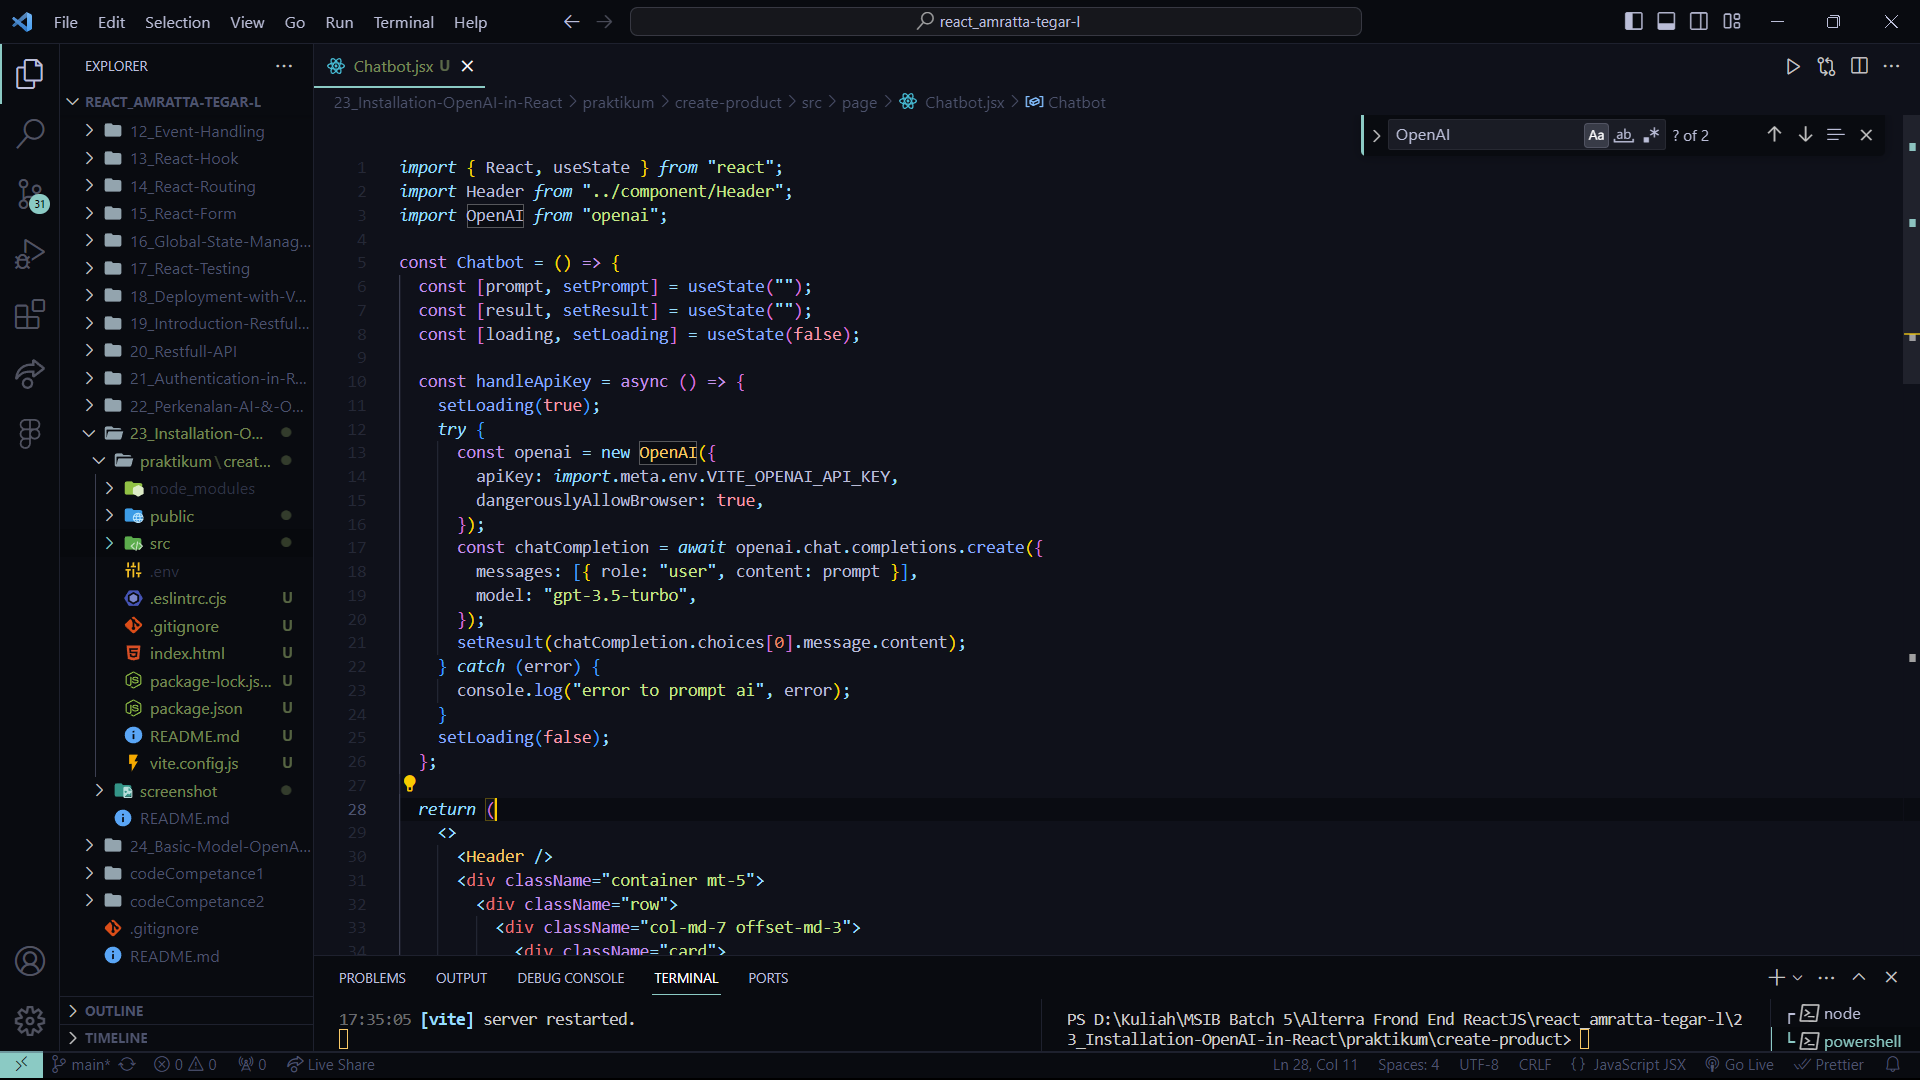 File Edit Selection View Go Run Terminal Help
react_amratta-tegar-l
EXPLORER
REACT_AMRATTA-TEGAR-L
12_Event-Handling
13_React-Hook
14_React-Routing
15_React-Form
16_Global-State-Manag...
17_React-Testing
18_Deployment-with-V...
19_Introduction-Restful...
20_Restfull-API
21_Authentication-in-R...
22_Perkenalan-AI-&-O...
23_Installation-O...
praktikum\creat...
node_modules
public
src
.env
.eslintrc.cjs U
.gitignore U
index.html U
package-lock.js... U
package.json U
README.md U
vite.config.js U
screenshot
README.md
24_Basic-Model-OpenA...
codeCompetance1
codeCompetance2
.gitignore
README.md
OUTLINE
TIMELINE
31
Chatbot.jsx U
23_Installation-OpenAI-in-React > praktikum > create-product > src > page > Chatbot.jsx > Chatbot
OpenAI Aa ab .* ? of 2
1 import { React, useState } from "react";
2 import Header from "../component/Header";
3 import OpenAI from "openai";
4
5 const Chatbot = () => {
6 const [prompt, setPrompt] = useState("");
7 const [result, setResult] = useState("");
8 const [loading, setLoading] = useState(false);
9
10 const handleApiKey = async () => {
11 setLoading(true);
12 try {
13 const openai = new OpenAI({
14 apiKey: import.meta.env.VITE_OPENAI_API_KEY,
15 dangerouslyAllowBrowser: true,
16 });
17 const chatCompletion = await openai.chat.completions.create({
18 messages: [{ role: "user", content: prompt }],
19 model: "gpt-3.5-turbo",
20 });
21 setResult(chatCompletion.choices[0].message.content);
22 } catch (error) {
23 console.log("error to prompt ai", error);
24 }
25 setLoading(false);
26 };
27
28 return (
29 <>
30 <Header />
31 <div className="container mt-5">
32 <div className="row">
33 <div className="col-md-7 offset-md-3">
34 <div className="card">
PROBLEMS OUTPUT DEBUG CONSOLE TERMINAL PORTS
17:35:05 [vite] server restarted.
PS D:\Kuliah\MSIB Batch 5\Alterra Frond End ReactJS\react_amratta-tegar-l\2
3_Installation-OpenAI-in-React\praktikum\create-product>
node
powershell
main* 0 0 0 Live Share
Ln 28, Col 11 Spaces: 4 UTF-8 CRLF {} JavaScript JSX Go Live Prettier